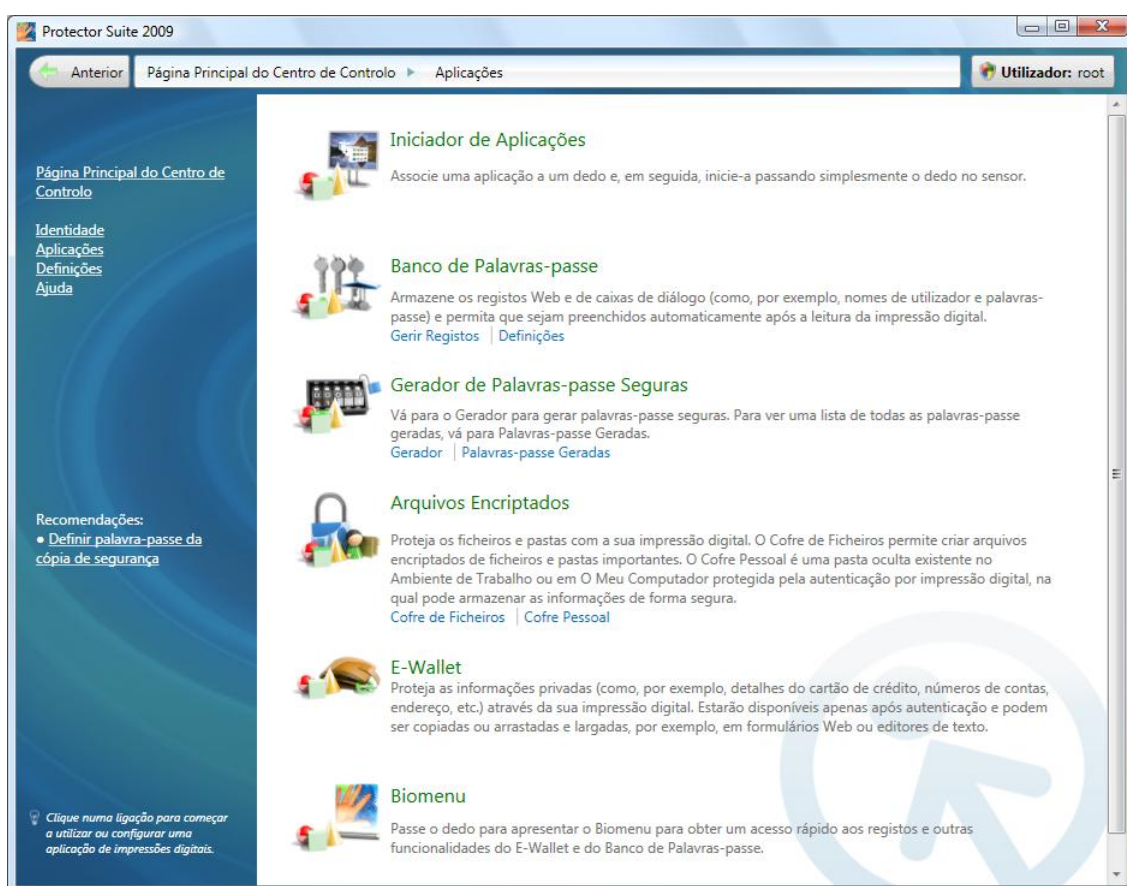 Protector Suite 2009
Anterior
Página Principal do Centro de Controlo
Aplicações
Utilizador: root
Página Principal do Centro de
Controlo
Identidade
Aplicações
Definições
Ajuda
Recomendações:
● Definir palavra-passe da
cópia de segurança
Clique numa ligação para começar
a utilizar ou configurar uma
aplicação de impressões digitais.
Iniciador de Aplicações
Associe uma aplicação a um dedo e, em seguida, inicie-a passando simplesmente o dedo no sensor.
Banco de Palavras-passe
Armazene os registos Web e de caixas de diálogo (como, por exemplo, nomes de utilizador e palavras-
passe) e permita que sejam preenchidos automaticamente após a leitura da impressão digital.
Gerir Registos | Definições
Gerador de Palavras-passe Seguras
Vá para o Gerador para gerar palavras-passe seguras. Para ver uma lista de todas as palavras-passe
geradas, vá para Palavras-passe Geradas.
Gerador | Palavras-passe Geradas
Arquivos Encriptados
Proteja os ficheiros e pastas com a sua impressão digital. O Cofre de Ficheiros permite criar arquivos
encriptados de ficheiros e pastas importantes. O Cofre Pessoal é uma pasta oculta existente no
Ambiente de Trabalho ou em O Meu Computador protegida pela autenticação por impressão digital, na
qual pode armazenar as informações de forma segura.
Cofre de Ficheiros | Cofre Pessoal
E-Wallet
Proteja as informações privadas (como, por exemplo, detalhes do cartão de crédito, números de contas,
endereço, etc.) através da sua impressão digital. Estarão disponíveis apenas após autenticação e podem
ser copiadas ou arrastadas e largadas, por exemplo, em formulários Web ou editores de texto.
Biomenu
Passe o dedo para apresentar o Biomenu para obter um acesso rápido aos registos e outras
funcionalidades do E-Wallet e do Banco de Palavras-passe.